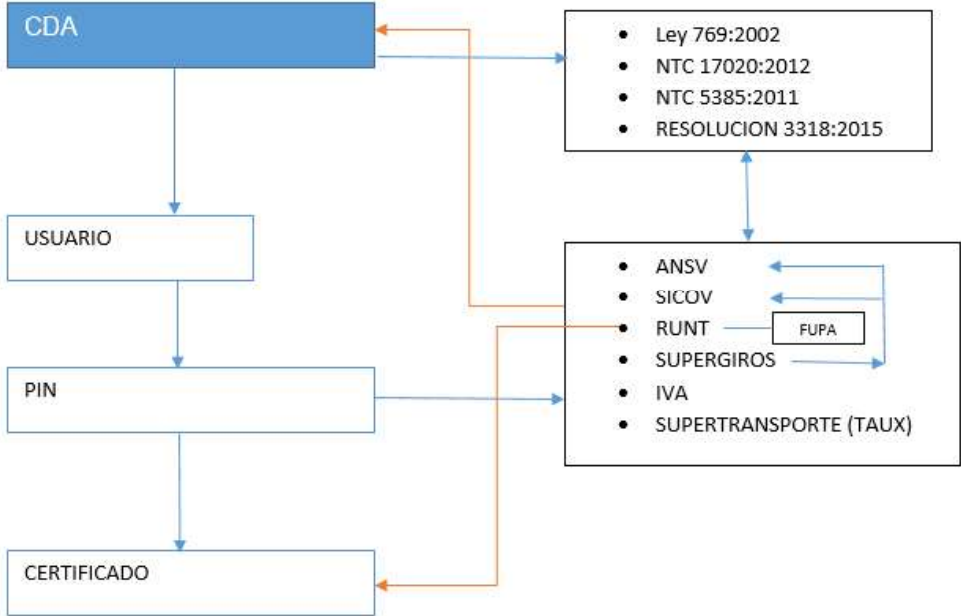 CDA
Ley 769:2002
NTC 17020:2012
NTC 5385:2011
RESOLUCION 3318:2015
USUARIO
ANSV
SICOV
RUNT
FUPA
SUPERGIROS
IVA
SUPERTRANSPORTE (TAUX)
PIN
CERTIFICADO